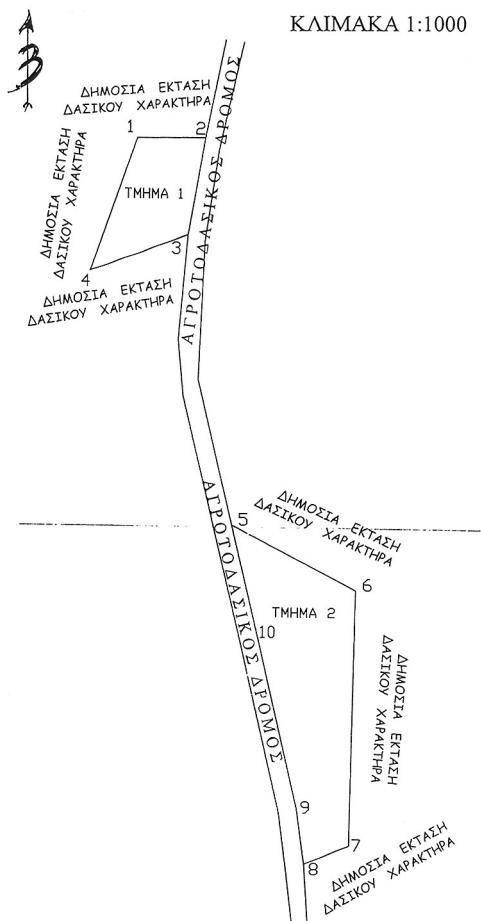 ΚΛΙΜΑΚΑ 1:1000
Β
ΔΗΜΟΣΙΑ ΕΚΤΑΣΗ
ΔΑΣΙΚΟΥ ΧΑΡΑΚΤΗΡΑ
1
2
ΑΓΡΟΤΟΔΑΣΙΚΟΣ ΔΡΟΜΟΣ
ΔΗΜΟΣΙΑ ΕΚΤΑΣΗ
ΔΑΣΙΚΟΥ ΧΑΡΑΚΤΗΡΑ
ΤΜΗΜΑ 1
3
4
ΔΗΜΟΣΙΑ ΕΚΤΑΣΗ
ΔΑΣΙΚΟΥ ΧΑΡΑΚΤΗΡΑ
ΑΓΡΟΤΟΔΑΣΙΚΟΣ ΔΡΟΜΟΣ
5
ΔΗΜΟΣΙΑ ΕΚΤΑΣΗ
ΔΑΣΙΚΟΥ ΧΑΡΑΚΤΗΡΑ
6
ΤΜΗΜΑ 2
10
ΔΗΜΟΣΙΑ ΕΚΤΑΣΗ
ΔΑΣΙΚΟΥ ΧΑΡΑΚΤΗΡΑ
9
7
8
ΔΗΜΟΣΙΑ ΕΚΤΑΣΗ
ΔΑΣΙΚΟΥ ΧΑΡΑΚΤΗΡΑ